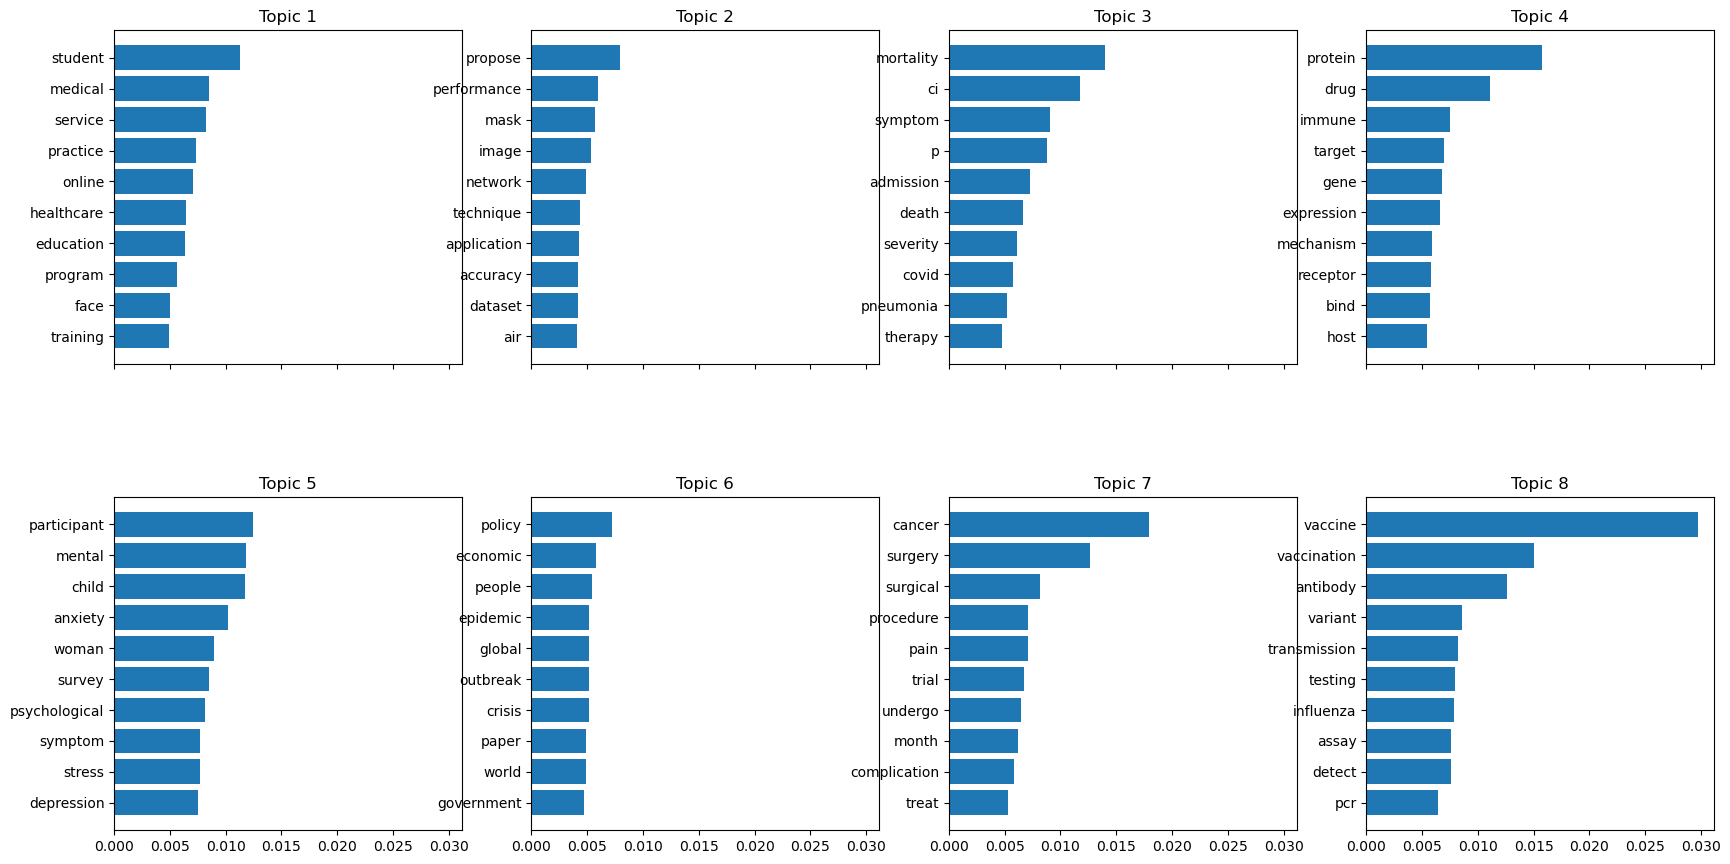 Topic 1
student
medical
service
practice
online
healthcare
education
program
face
training
Topic 2
propose
performance
mask
image
network
technique
application
accuracy
dataset
air
Topic 3
mortality
ci
symptom
p
admission
death
severity
covid
pneumonia
therapy
Topic 4
protein
drug
immune
target
gene
expression
mechanism
receptor
bind
host
Topic 5
participant
mental
child
anxiety
woman
survey
psychological
symptom
stress
depression
0.000 0.005 0.010 0.015 0.020 0.025 0.030
Topic 6
policy
economic
people
epidemic
global
outbreak
crisis
paper
world
government
0.000 0.005 0.010 0.015 0.020 0.025 0.030
Topic 7
cancer
surgery
surgical
procedure
pain
trial
undergo
month
complication
treat
0.000 0.005 0.010 0.015 0.020 0.025 0.030
Topic 8
vaccine
vaccination
antibody
variant
transmission
testing
influenza
assay
detect
pcr
0.000 0.005 0.010 0.015 0.020 0.025 0.030